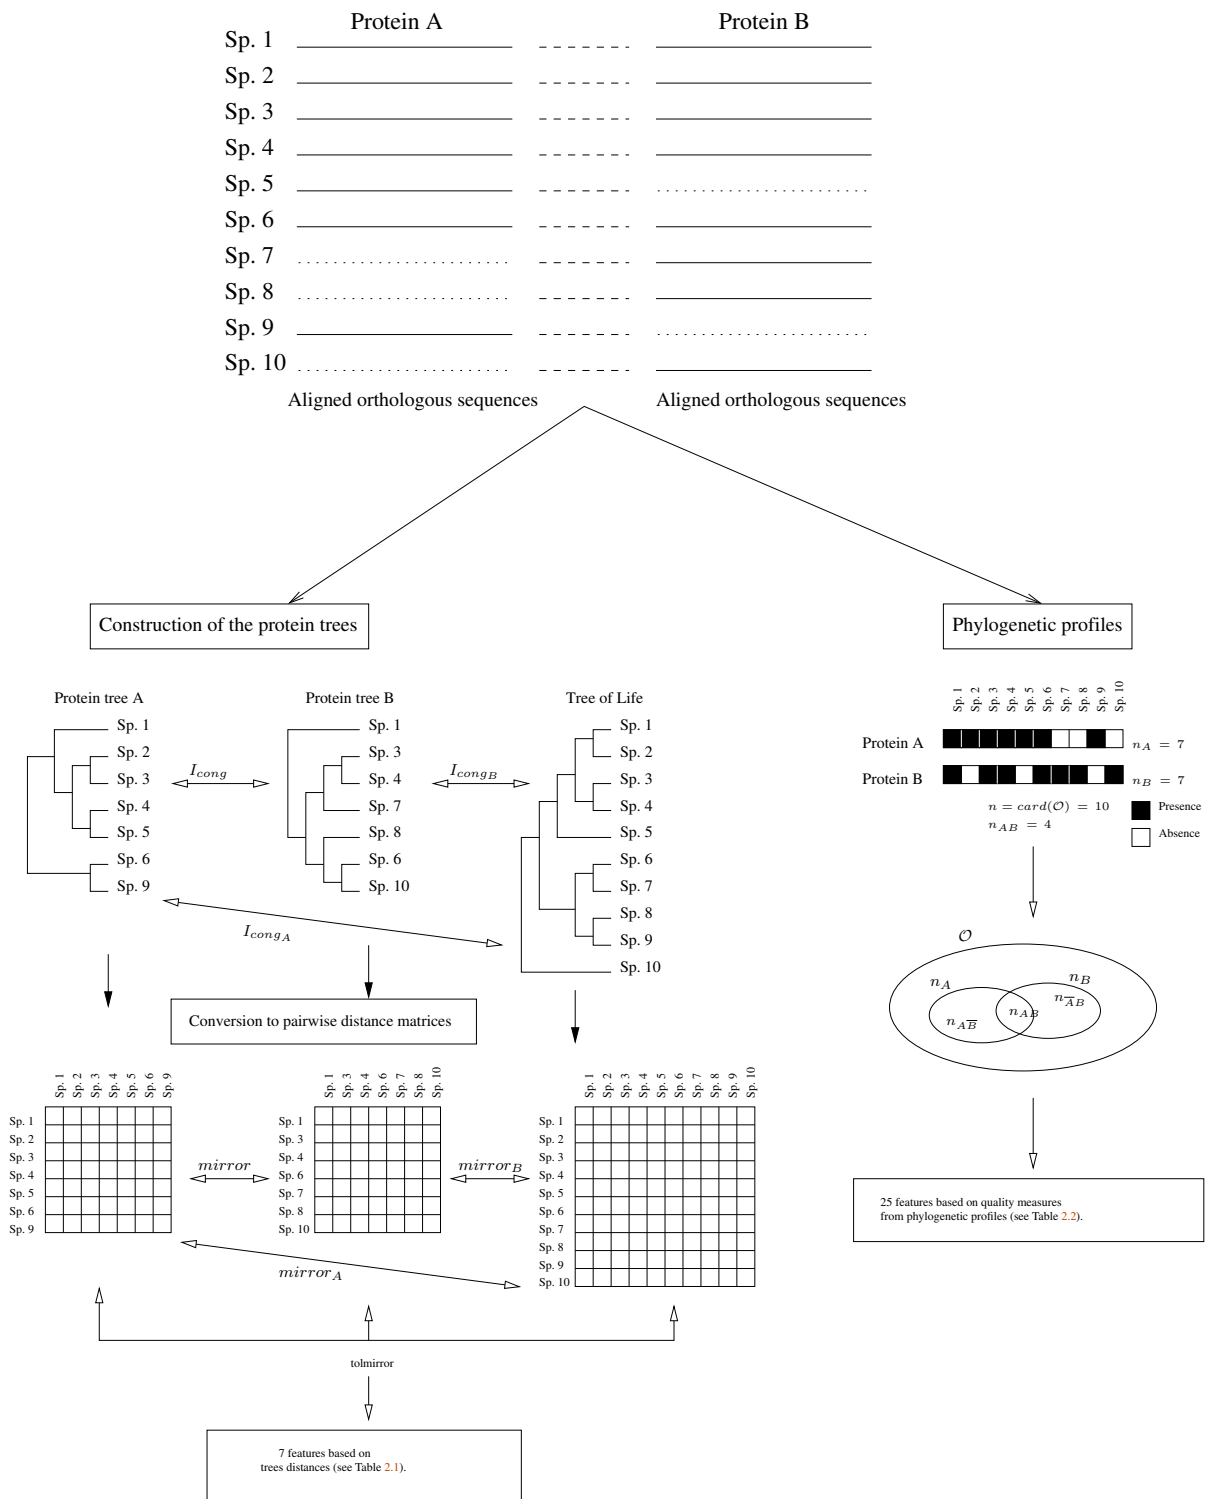 Protein A Protein B
Sp. 1
Sp. 2
Sp. 3
Sp. 4
Sp. 5
Sp. 6
Sp. 7
Sp. 8
Sp. 9
Sp. 10
Aligned orthologous sequences Aligned orthologous sequences
Construction of the protein trees
Protein tree A
Sp. 1
Sp. 2
Sp. 3
Sp. 4
Sp. 5
Sp. 6
Sp. 9
I_{cong}
Protein tree B
Sp. 1
Sp. 3
Sp. 4
Sp. 7
Sp. 8
Sp. 6
Sp. 10
I_{cong_B}
Tree of Life
Sp. 1
Sp. 2
Sp. 3
Sp. 4
Sp. 5
Sp. 6
Sp. 7
Sp. 8
Sp. 9
Sp. 10
I_{cong_A}
Conversion to pairwise distance matrices
Sp. 1 Sp. 2 Sp. 3 Sp. 4 Sp. 5 Sp. 6 Sp. 9
Sp. 1
Sp. 2
Sp. 3
Sp. 4
Sp. 5
Sp. 6
Sp. 9
mirror
Sp. 1 Sp. 3 Sp. 4 Sp. 6 Sp. 7 Sp. 8 Sp. 10
Sp. 1
Sp. 3
Sp. 4
Sp. 6
Sp. 7
Sp. 8
Sp. 10
mirror_B
Sp. 1 Sp. 2 Sp. 3 Sp. 4 Sp. 5 Sp. 6 Sp. 7 Sp. 8 Sp. 9 Sp. 10
Sp. 1
Sp. 2
Sp. 3
Sp. 4
Sp. 5
Sp. 6
Sp. 7
Sp. 8
Sp. 9
Sp. 10
mirror_A
tolmirror
7 features based on
trees distances (see Table 2.1).
Phylogenetic profiles
Sp. 1 Sp. 2 Sp. 3 Sp. 4 Sp. 5 Sp. 6 Sp. 7 Sp. 8 Sp. 9 Sp. 10
Protein A n_A = 7
Protein B n_B = 7
n = card(𝒪) = 10
n_{AB} = 4
Presence
Absence
𝒪
n_A
n_B
n_{AB̅}
n_{AB}
n_{A̅B}
25 features based on quality measures
from phylogenetic profiles (see Table 2.2).